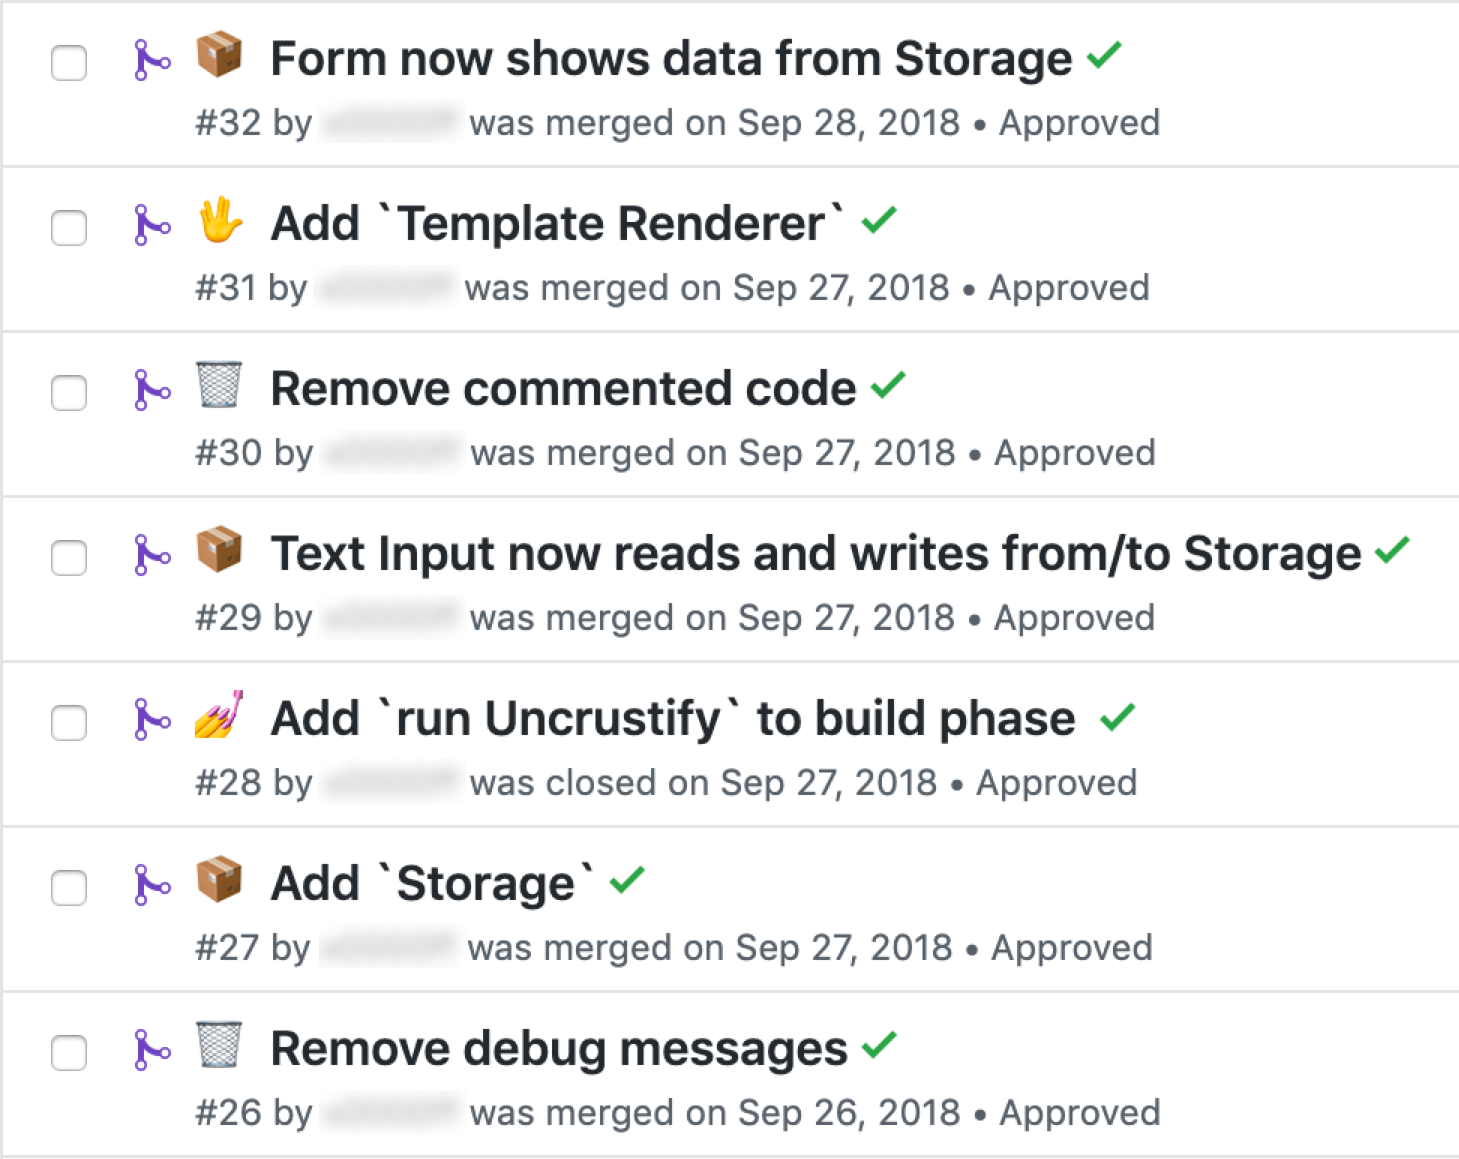 📦 Form now shows data from Storage ✓
#32 by was merged on Sep 28, 2018 • Approved
🖖 Add `Template Renderer` ✓
#31 by was merged on Sep 27, 2018 • Approved
🗑 Remove commented code ✓
#30 by was merged on Sep 27, 2018 • Approved
📦 Text Input now reads and writes from/to Storage ✓
#29 by was merged on Sep 27, 2018 • Approved
💅 Add `run Uncrustify` to build phase ✓
#28 by was closed on Sep 27, 2018 • Approved
📦 Add `Storage` ✓
#27 by was merged on Sep 27, 2018 • Approved
🗑 Remove debug messages ✓
#26 by was merged on Sep 26, 2018 • Approved